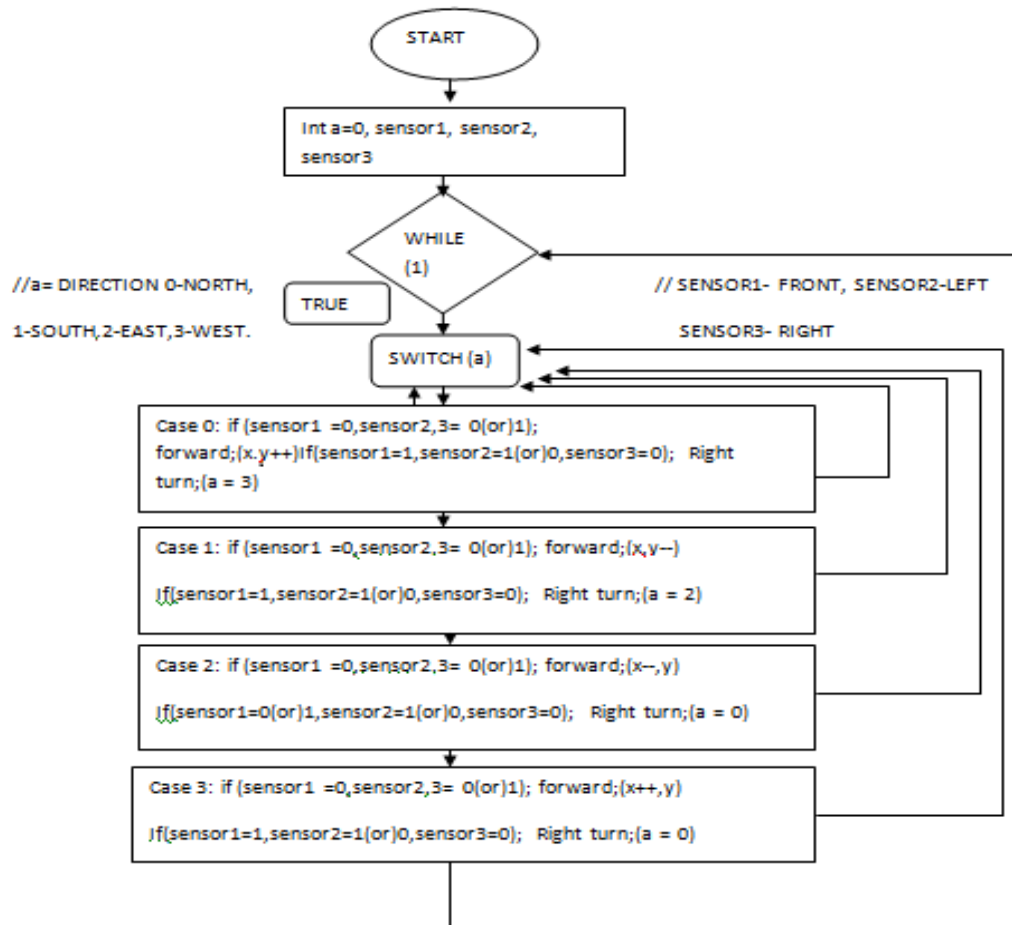 START
Int a=0, sensor1, sensor2,
sensor3
WHILE
(1)
//a= DIRECTION 0-NORTH,
1-SOUTH,2-EAST,3-WEST.
TRUE
// SENSOR1- FRONT, SENSOR2-LEFT
SENSOR3- RIGHT
SWITCH (a)
Case 0: if (sensor1 =0,sensor2,3= 0(or)1);
forward;(x.y++)If(sensor1=1,sensor2=1(or)0,sensor3=0); Right
turn;(a = 3)
Case 1: if (sensor1 =0,sensor2,3= 0(or)1); forward;(x,y--)
If(sensor1=1,sensor2=1(or)0,sensor3=0); Right turn;(a = 2)
Case 2: if (sensor1 =0,sensor2,3= 0(or)1); forward;(x--,y)
If(sensor1=0(or)1,sensor2=1(or)0,sensor3=0); Right turn;(a = 0)
Case 3: if (sensor1 =0,sensor2,3= 0(or)1); forward;(x++,y)
If(sensor1=1,sensor2=1(or)0,sensor3=0); Right turn;(a = 0)